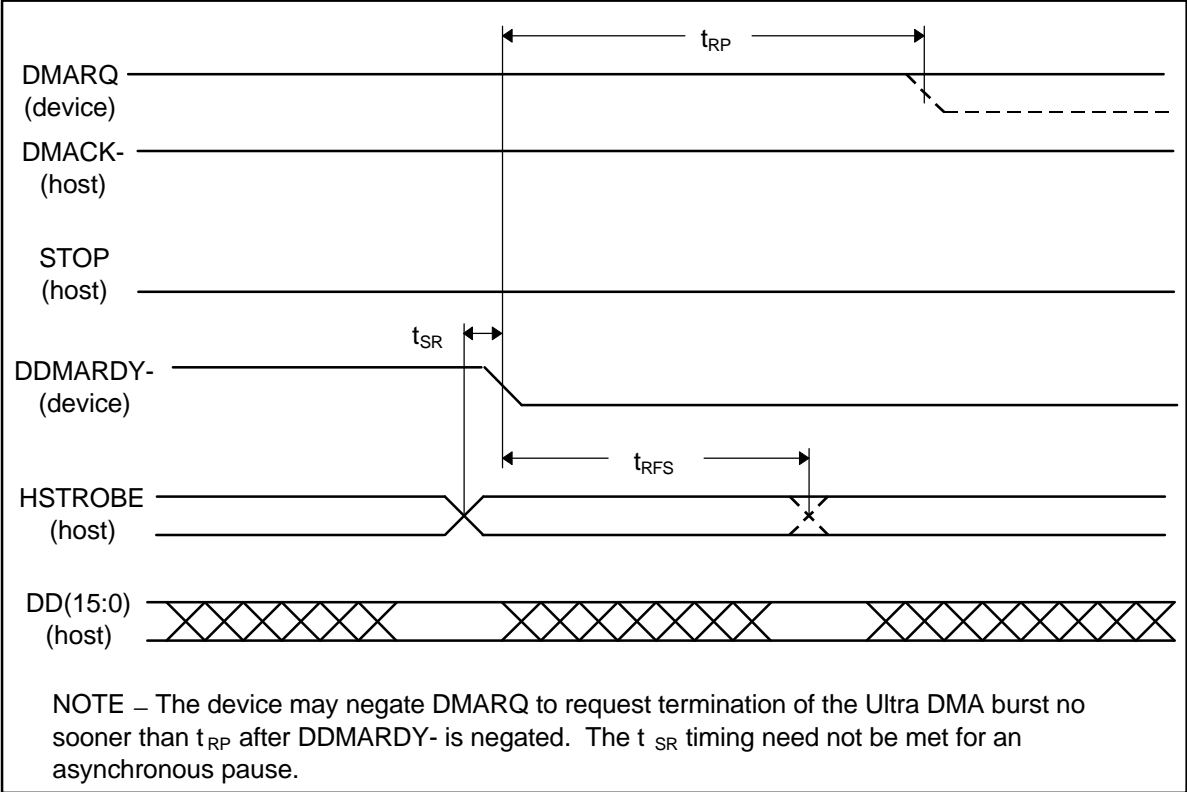 tRP
DMARQ
(device)
DMACK-
(host)
STOP
(host)
tSR
DDMARDY-
(device)
tRFS
HSTROBE
(host)
DD(15:0)
(host)
NOTE – The device may negate DMARQ to request termination of the Ultra DMA burst no
sooner than tRP after DDMARDY- is negated. The tSR timing need not be met for an
asynchronous pause.